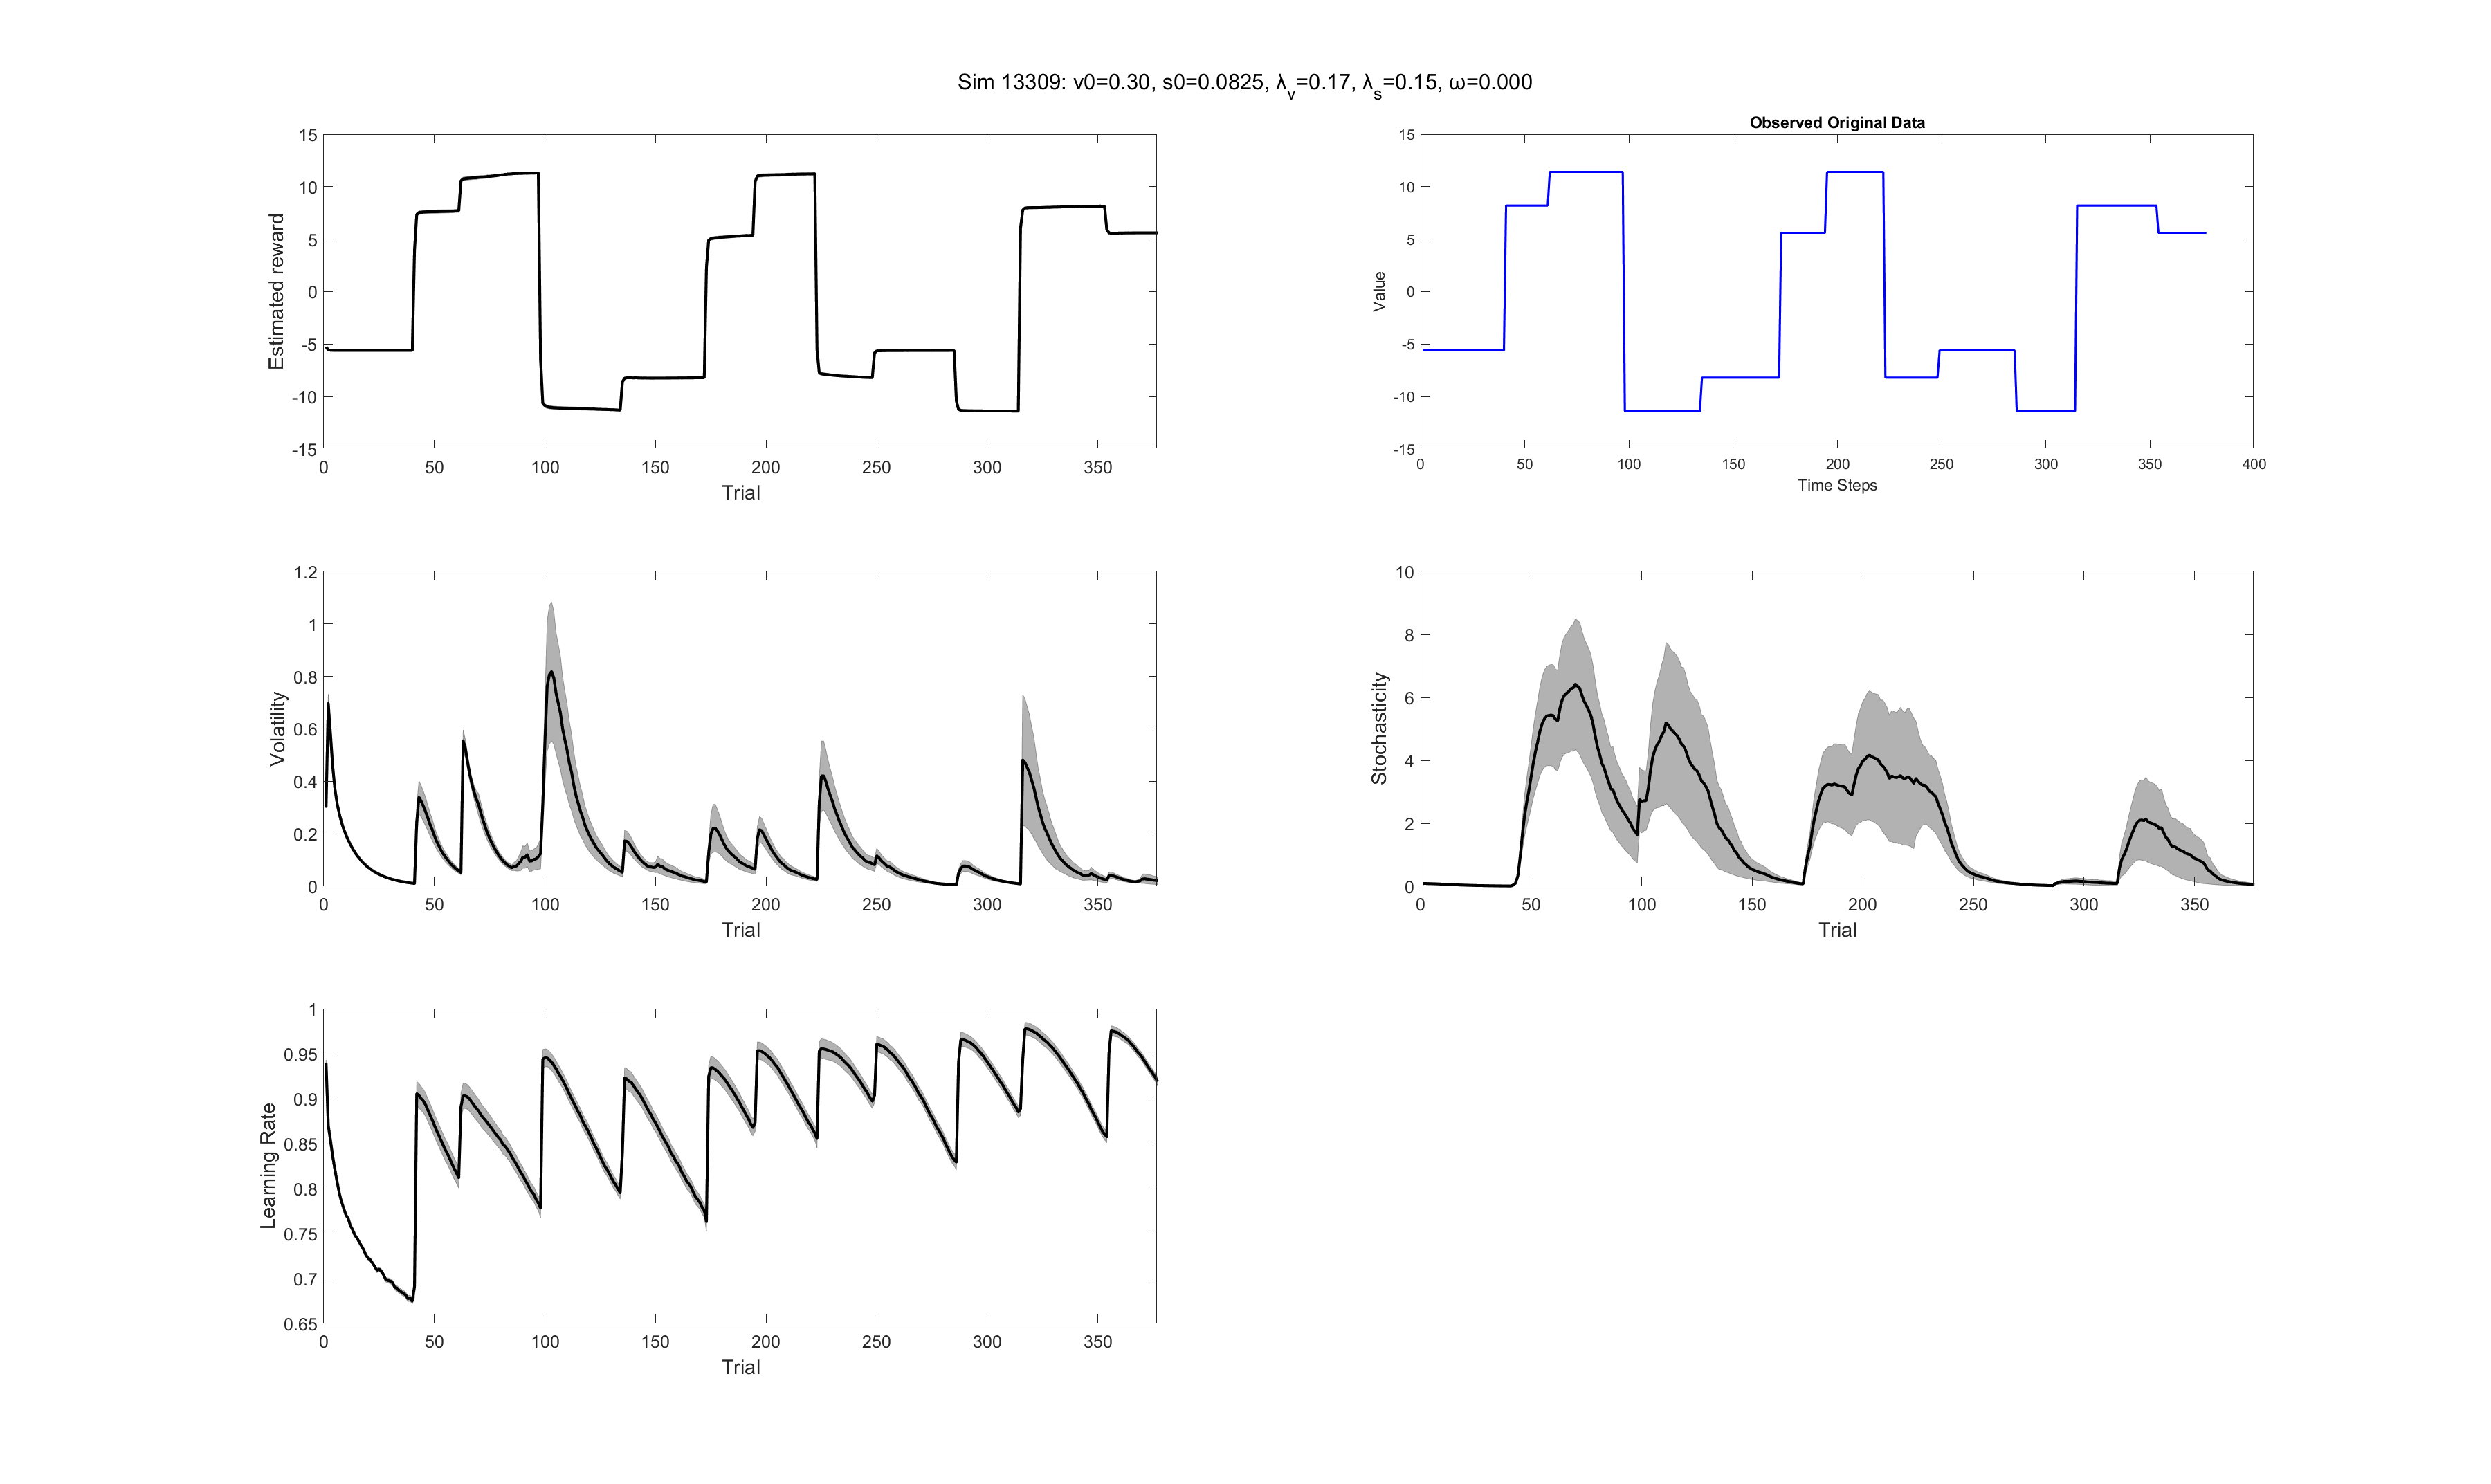 Sim 13309: v0=0.30, s0=0.0825, λv=0.17, λs=0.15, ω=0.000
15
10
5
0
-5
-10
-15
Estimated reward
0 50 100 150 200 250 300 350
Trial
Observed Original Data
15
10
5
0
-5
-10
-15
Value
0 50 100 150 200 250 300 350 400
Time Steps
1.2
1
0.8
0.6
0.4
0.2
0
Volatility
0 50 100 150 200 250 300 350
Trial
10
8
6
4
2
0
Stochasticity
0 50 100 150 200 250 300 350
Trial
1
0.95
0.9
0.85
0.8
0.75
0.7
0.65
Learning Rate
0 50 100 150 200 250 300 350
Trial